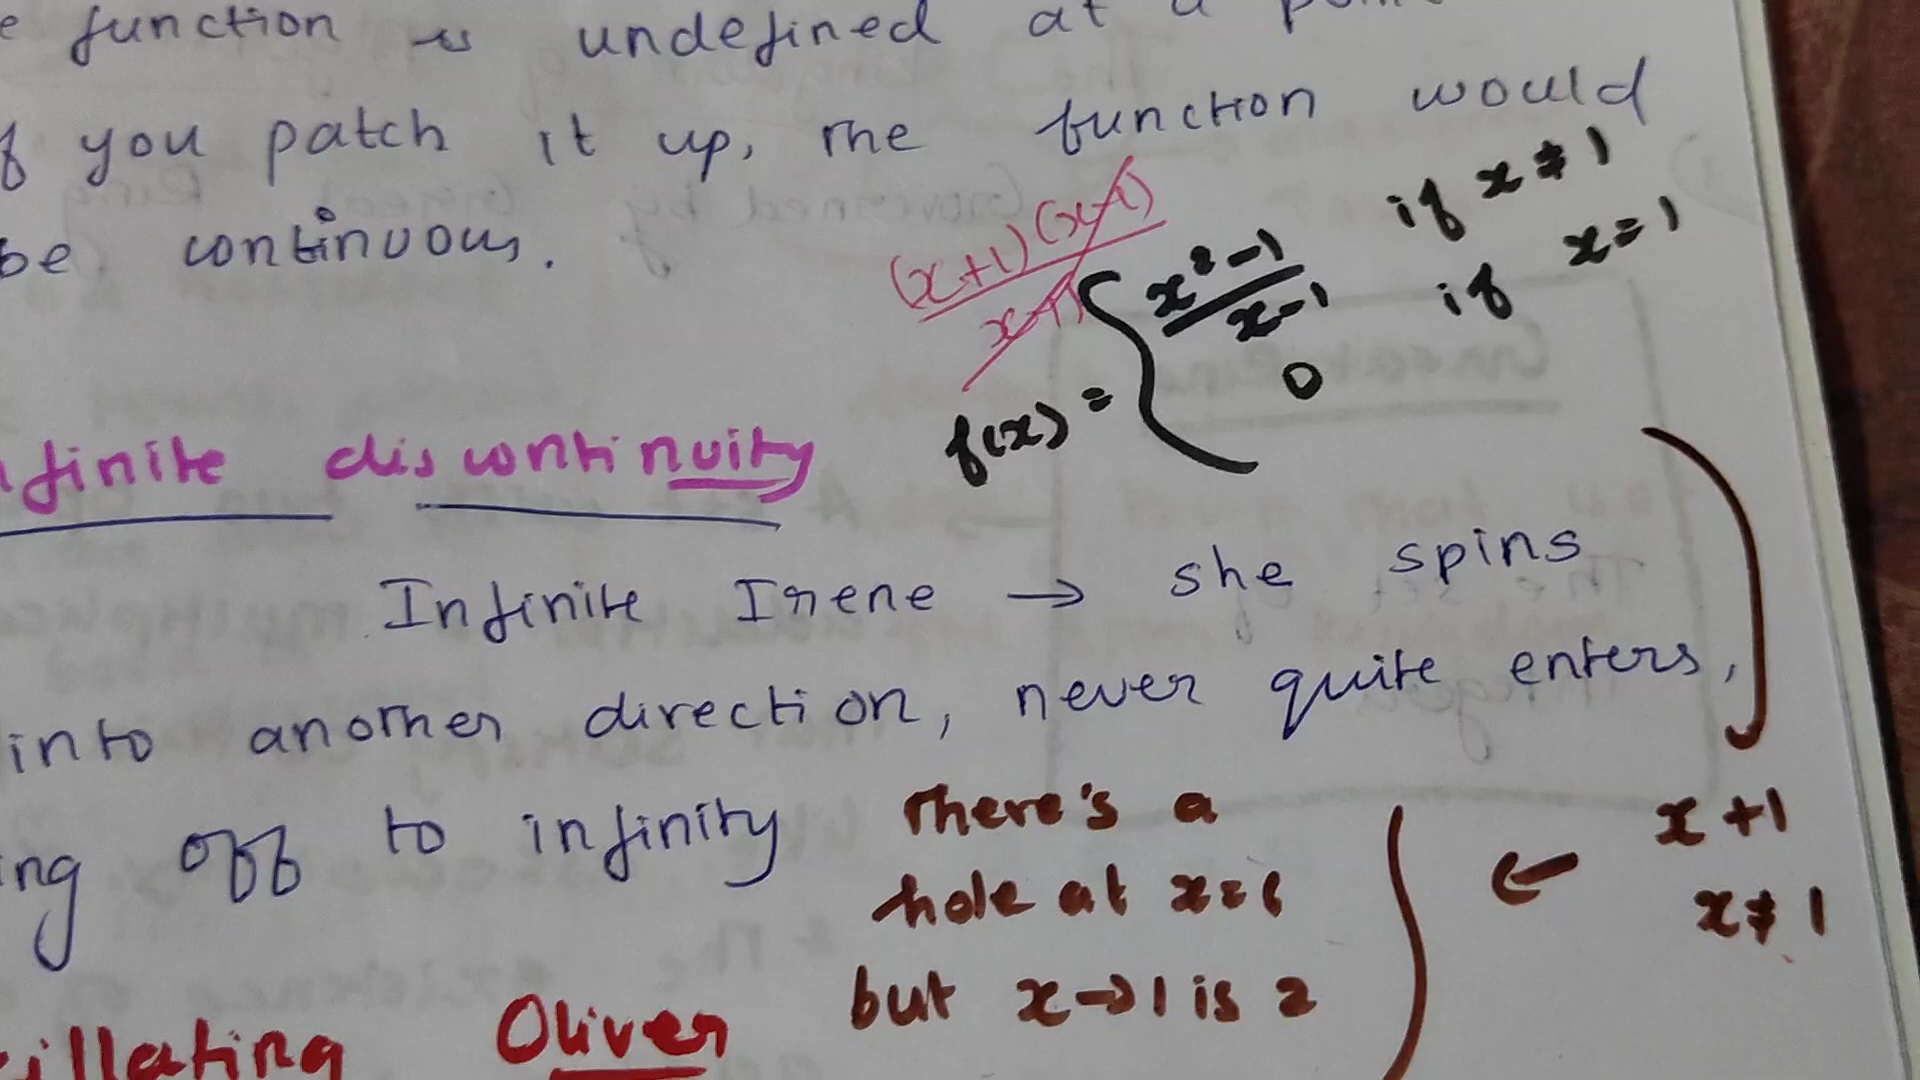 function is undefined at a
you patch it up, the function would
be continuous.
(x+1)(x-1)
x-1
f(x) = { x²-1 if x≠1
x-1
0 if x=1
finite discontinuity
Infinite Irene → she spins
into another direction, never quite enters,
ng off to infinity
There's a
hole at x=1
but x→1 is 2
← x+1
x≠1
illating Oliver